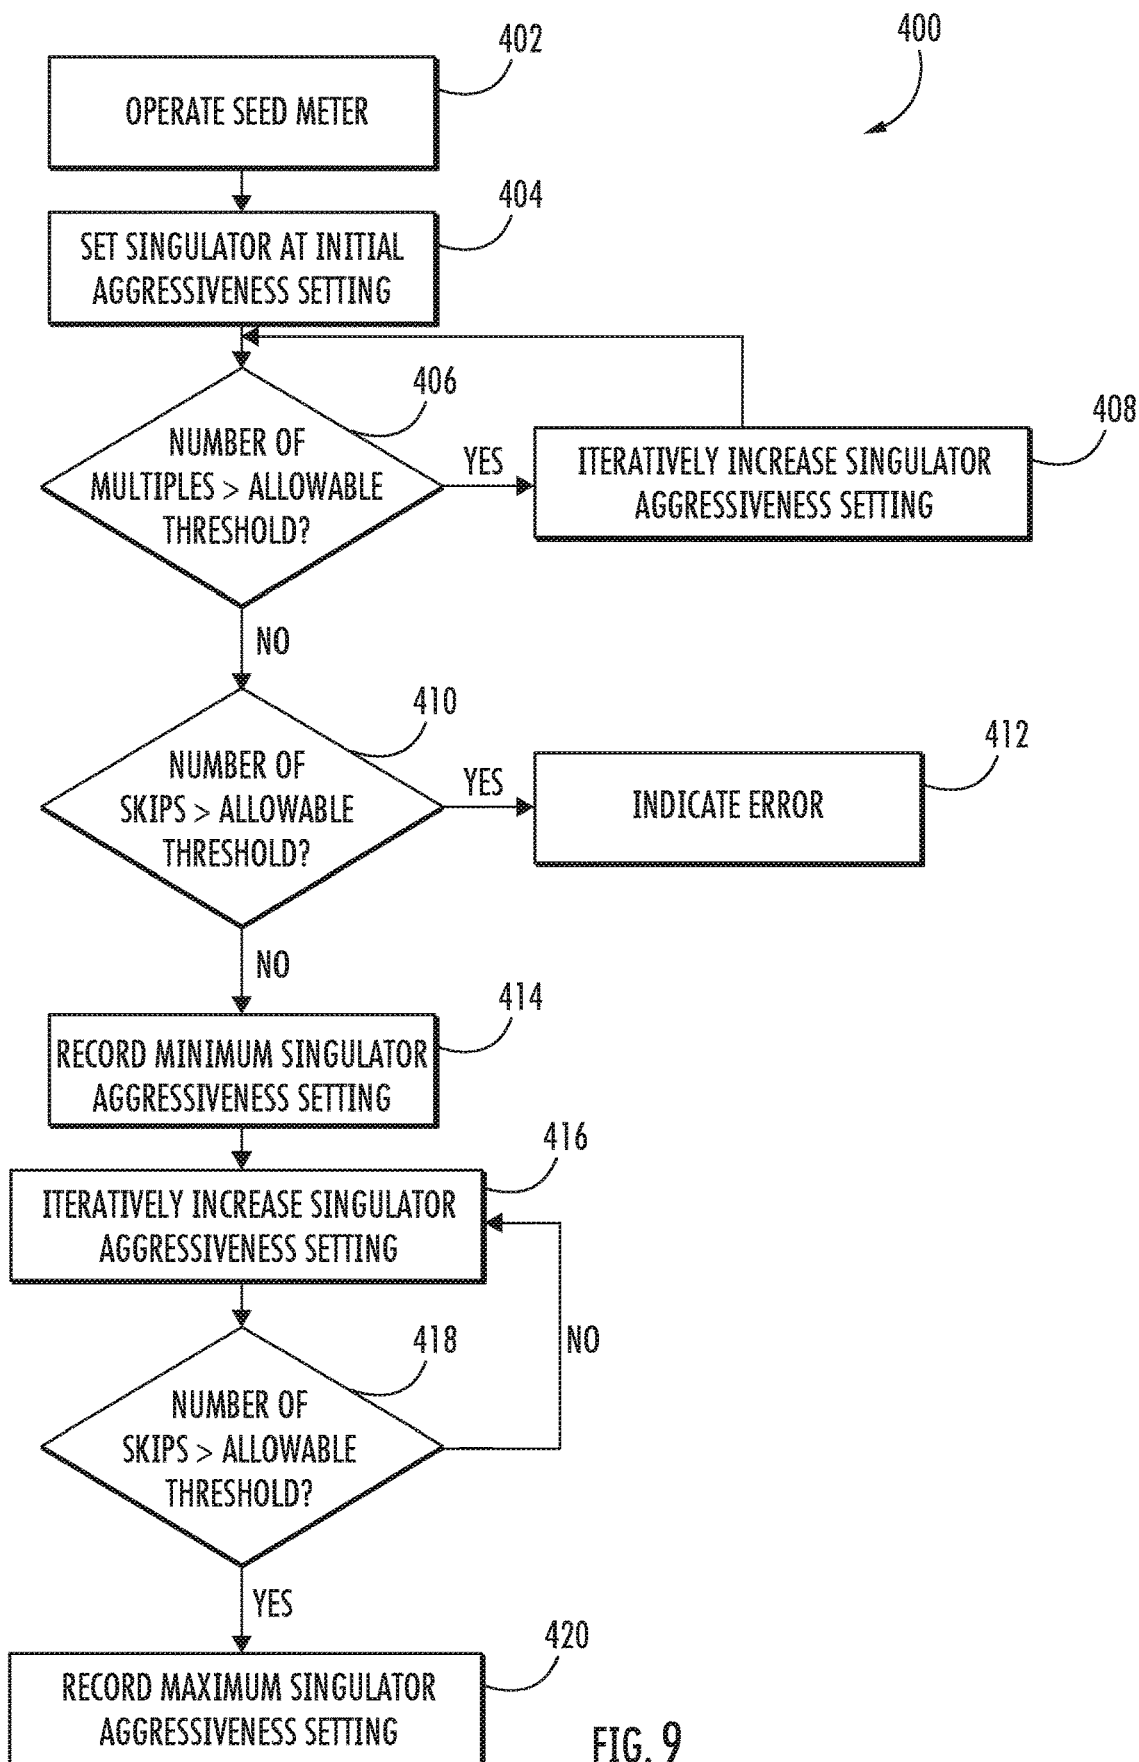 400
402
OPERATE SEED METER
404
SET SINGULATOR AT INITIAL
AGGRESSIVENESS SETTING
406
NUMBER OF
MULTIPLES > ALLOWABLE
THRESHOLD?
YES
408
ITERATIVELY INCREASE SINGULATOR
AGGRESSIVENESS SETTING
NO
410
NUMBER OF
SKIPS > ALLOWABLE
THRESHOLD?
YES
412
INDICATE ERROR
NO
414
RECORD MINIMUM SINGULATOR
AGGRESSIVENESS SETTING
416
ITERATIVELY INCREASE SINGULATOR
AGGRESSIVENESS SETTING
418
NUMBER OF
SKIPS > ALLOWABLE
THRESHOLD?
NO
YES
420
RECORD MAXIMUM SINGULATOR
AGGRESSIVENESS SETTING
FIG. 9